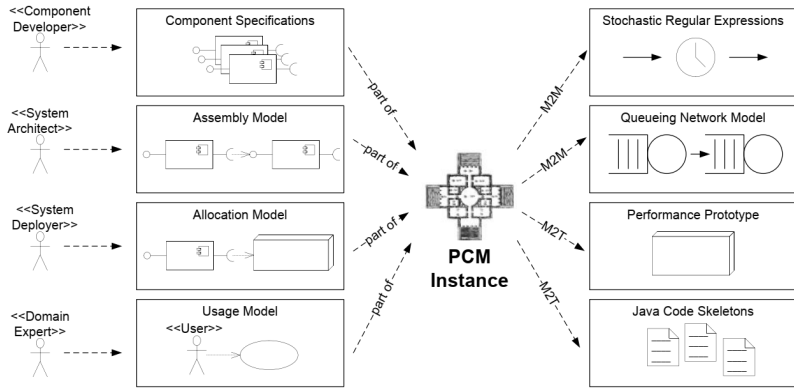 <<Component
Developer>>
Component Specifications
part of
M2M
Stochastic Regular Expressions
<<System
Architect>>
Assembly Model
part of
M2M
Queueing Network Model
<<System
Deployer>>
Allocation Model
part of
PCM
Instance
M2T
Performance Prototype
<<Domain
Expert>>
Usage Model
<<User>>
part of
M2T
Java Code Skeletons